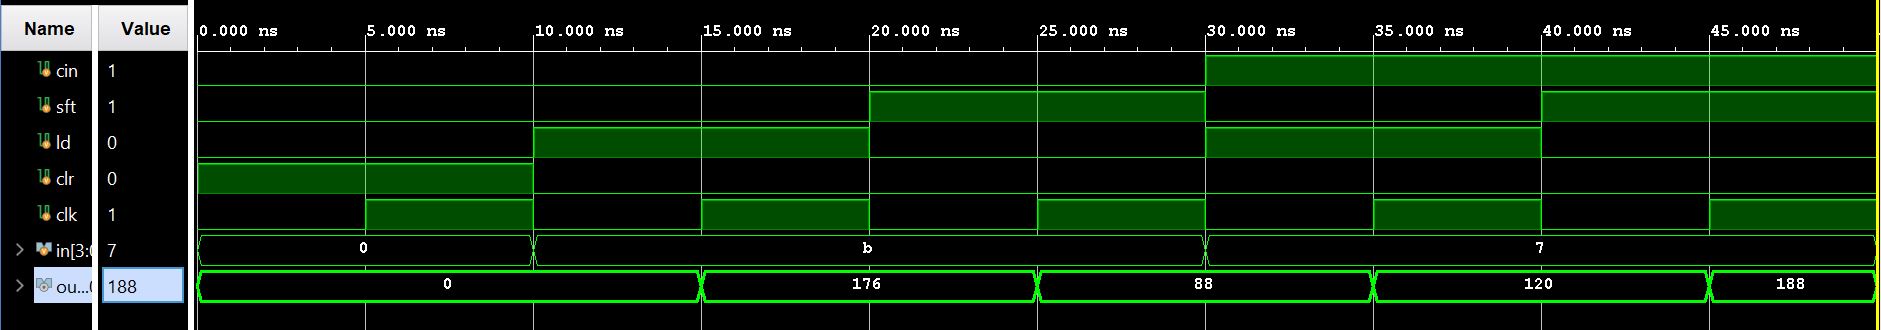 Name Value
0.000 ns 5.000 ns 10.000 ns 15.000 ns 20.000 ns 25.000 ns 30.000 ns 35.000 ns 40.000 ns 45.000 ns
cin 1
sft 1
ld 0
clr 0
clk 1
in[3:0 7 0 b 7
ou...0 188 0 176 88 120 188